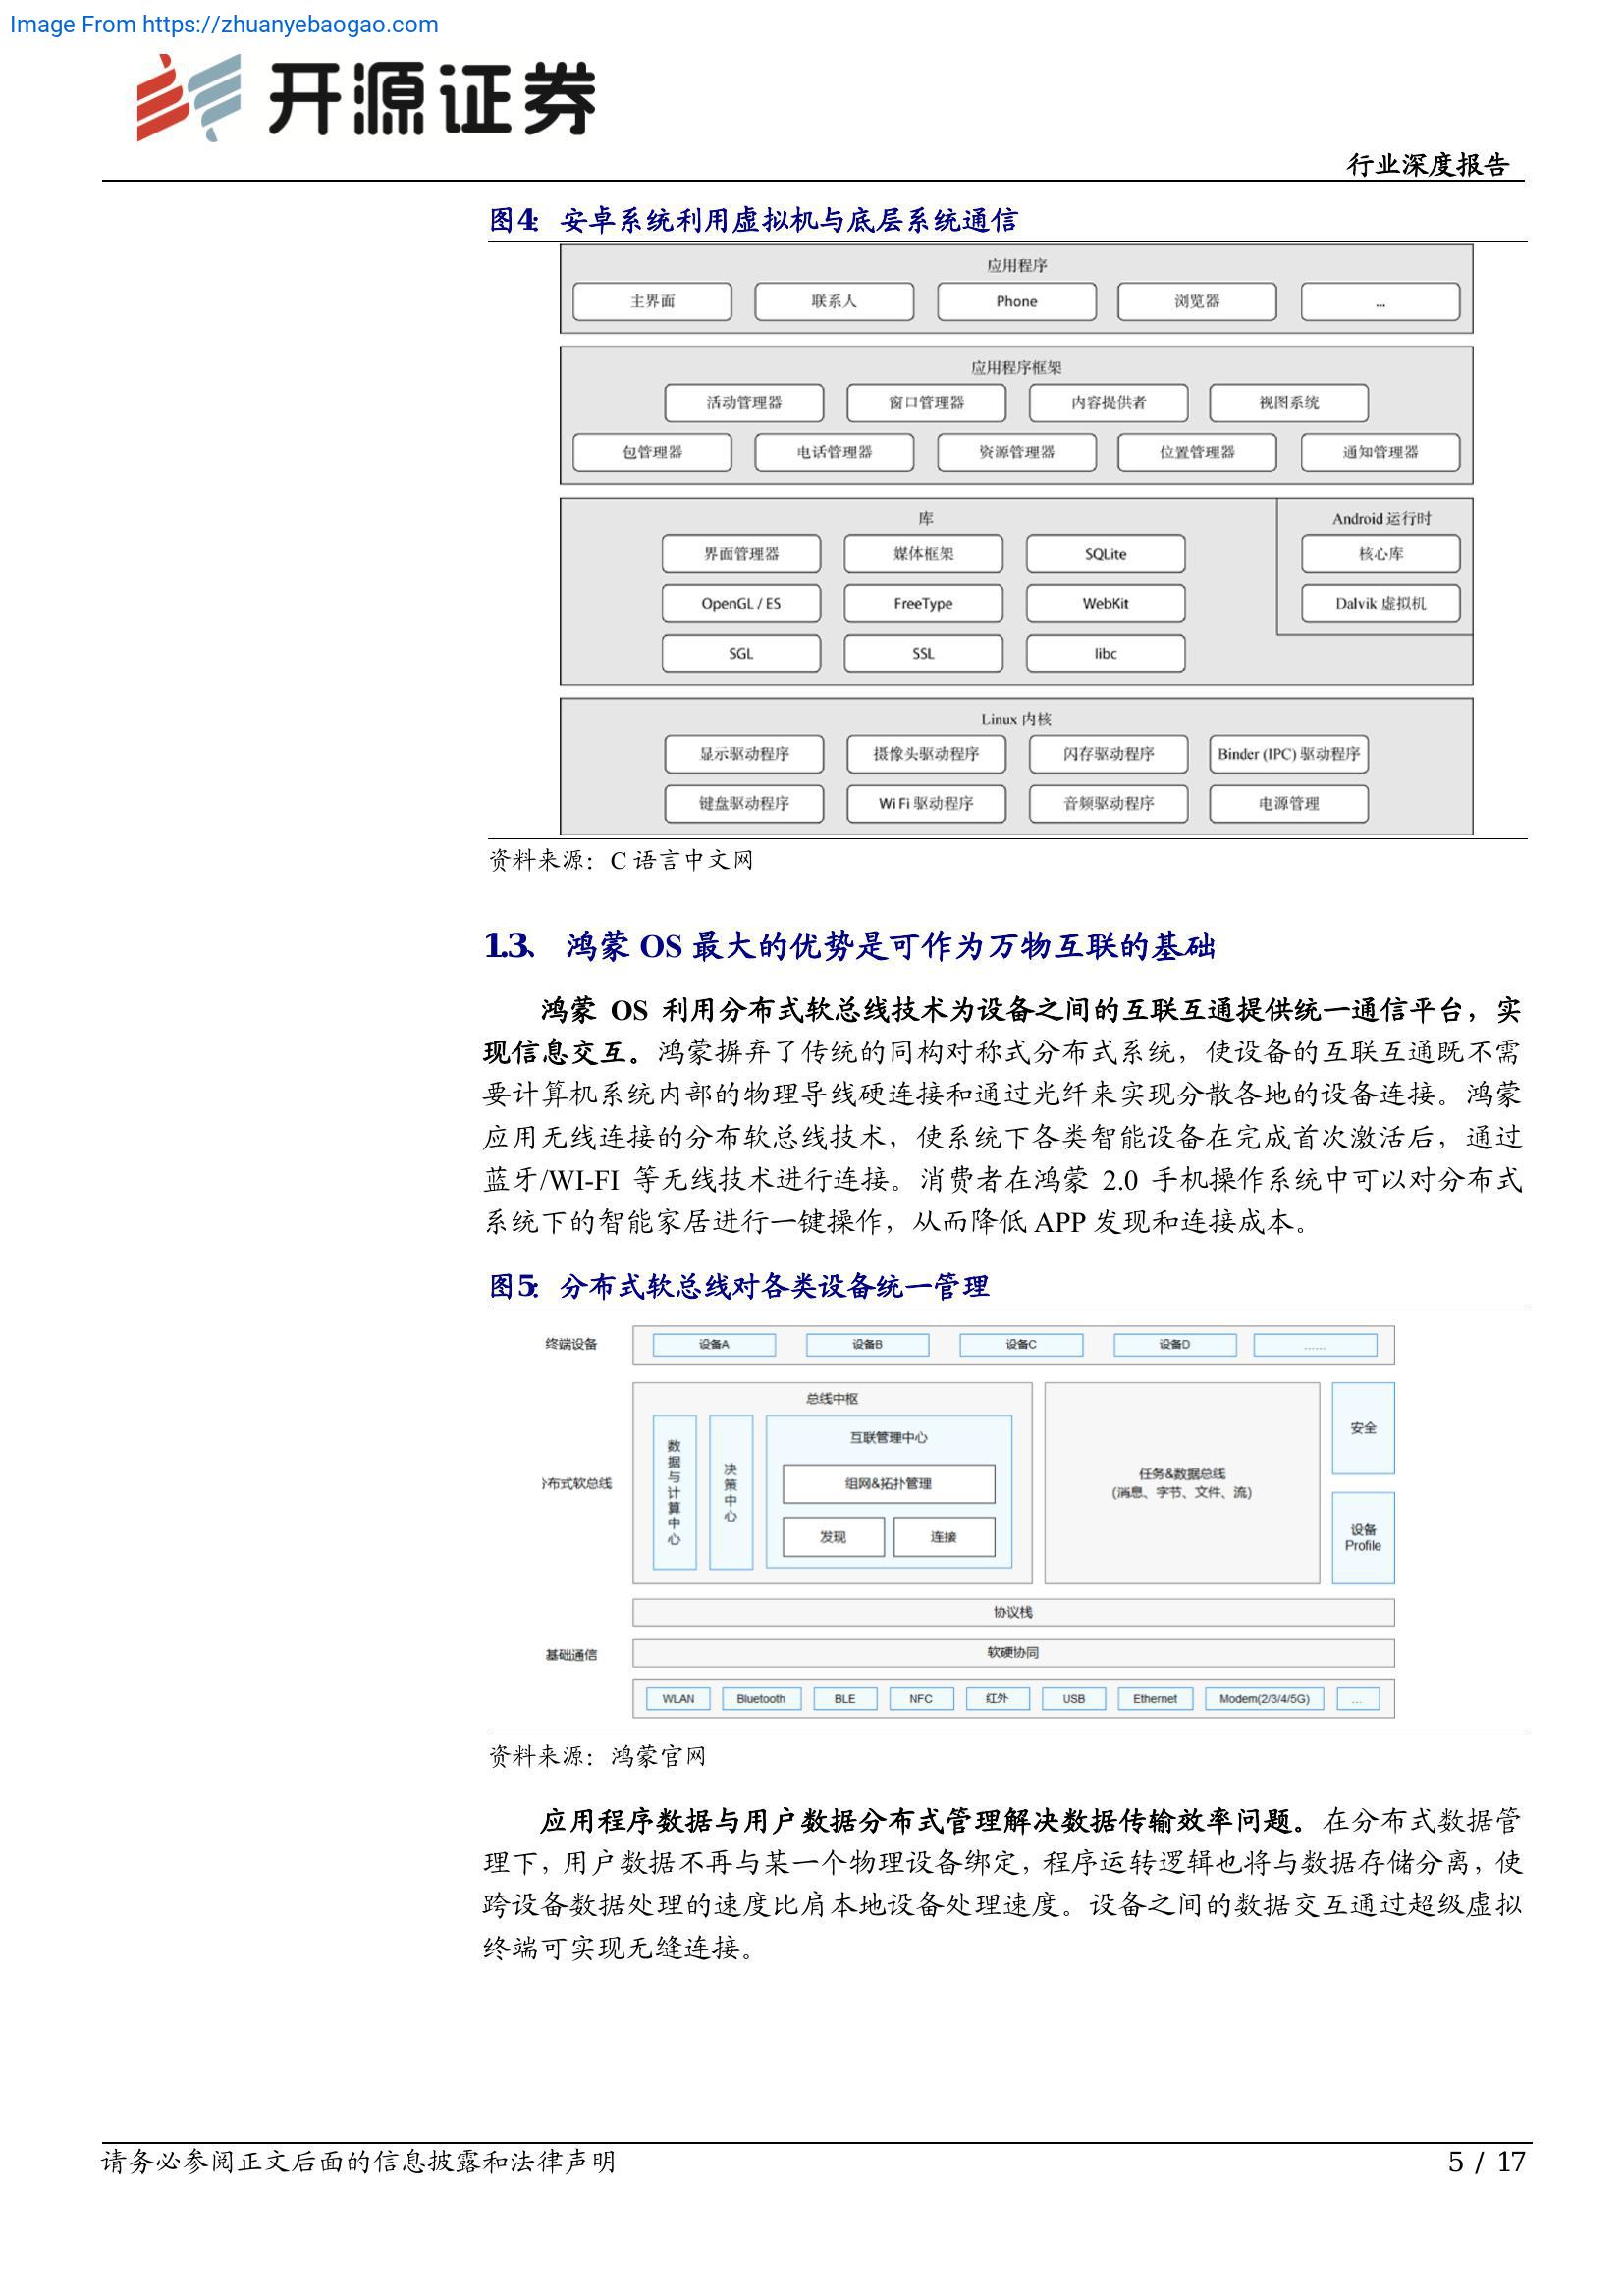 Image From https://zhuanyebaogao.com
开源证券
行业深度报告
图4: 安卓系统利用虚拟机与底层系统通信
应用程序
主界面 联系人 Phone 浏览器 ...
应用程序框架
活动管理器 窗口管理器 内容提供者 视图系统
包管理器 电话管理器 资源管理器 位置管理器 通知管理器
库 Android 运行时
界面管理器 媒体框架 SQLite 核心库
OpenGL / ES FreeType WebKit Dalvik 虚拟机
SGL SSL libc
Linux 内核
显示驱动程序 摄像头驱动程序 闪存驱动程序 Binder (IPC) 驱动程序
键盘驱动程序 WiFi 驱动程序 音频驱动程序 电源管理
资料来源：C 语言中文网
1.3、 鸿蒙 OS 最大的优势是可作为万物互联的基础
鸿蒙 OS 利用分布式软总线技术为设备之间的互联互通提供统一通信平台，实
现信息交互。鸿蒙摒弃了传统的同构对称式分布式系统，使设备的互联互通既不需
要计算机系统内部的物理导线硬连接和通过光纤来实现分散各地的设备连接。鸿蒙
应用无线连接的分布软总线技术，使系统下各类智能设备在完成首次激活后，通过
蓝牙/WI-FI 等无线技术进行连接。消费者在鸿蒙 2.0 手机操作系统中可以对分布式
系统下的智能家居进行一键操作，从而降低 APP 发现和连接成本。
图5: 分布式软总线对各类设备统一管理
终端设备 设备A 设备B 设备C 设备D ......
总线中枢
互联管理中心
数据与计算中心
决策中心
组网&拓扑管理
发现 连接
任务&数据总线
(消息、字节、文件、流)
安全
设备
Profile
布式软总线
协议栈
基础通信 软硬协同
WLAN Bluetooth BLE NFC 红外 USB Ethernet Modem(2/3/4/5G) ...
资料来源：鸿蒙官网
应用程序数据与用户数据分布式管理解决数据传输效率问题。在分布式数据管
理下，用户数据不再与某一个物理设备绑定，程序运转逻辑也将与数据存储分离，使
跨设备数据处理的速度比肩本地设备处理速度。设备之间的数据交互通过超级虚拟
终端可实现无缝连接。
请务必参阅正文后面的信息披露和法律声明 5 / 17